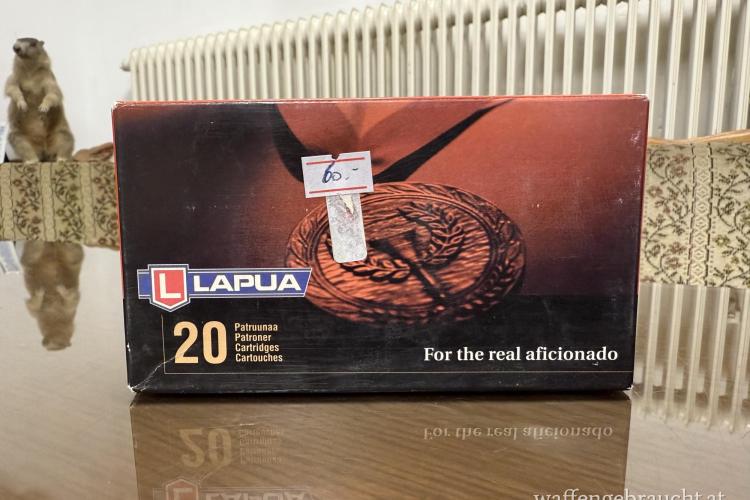 60.-
L LAPUA
20
Patruunaa
Patroner
Cartridges
Cartouches
For the real aficionado
waffengebraucht.at